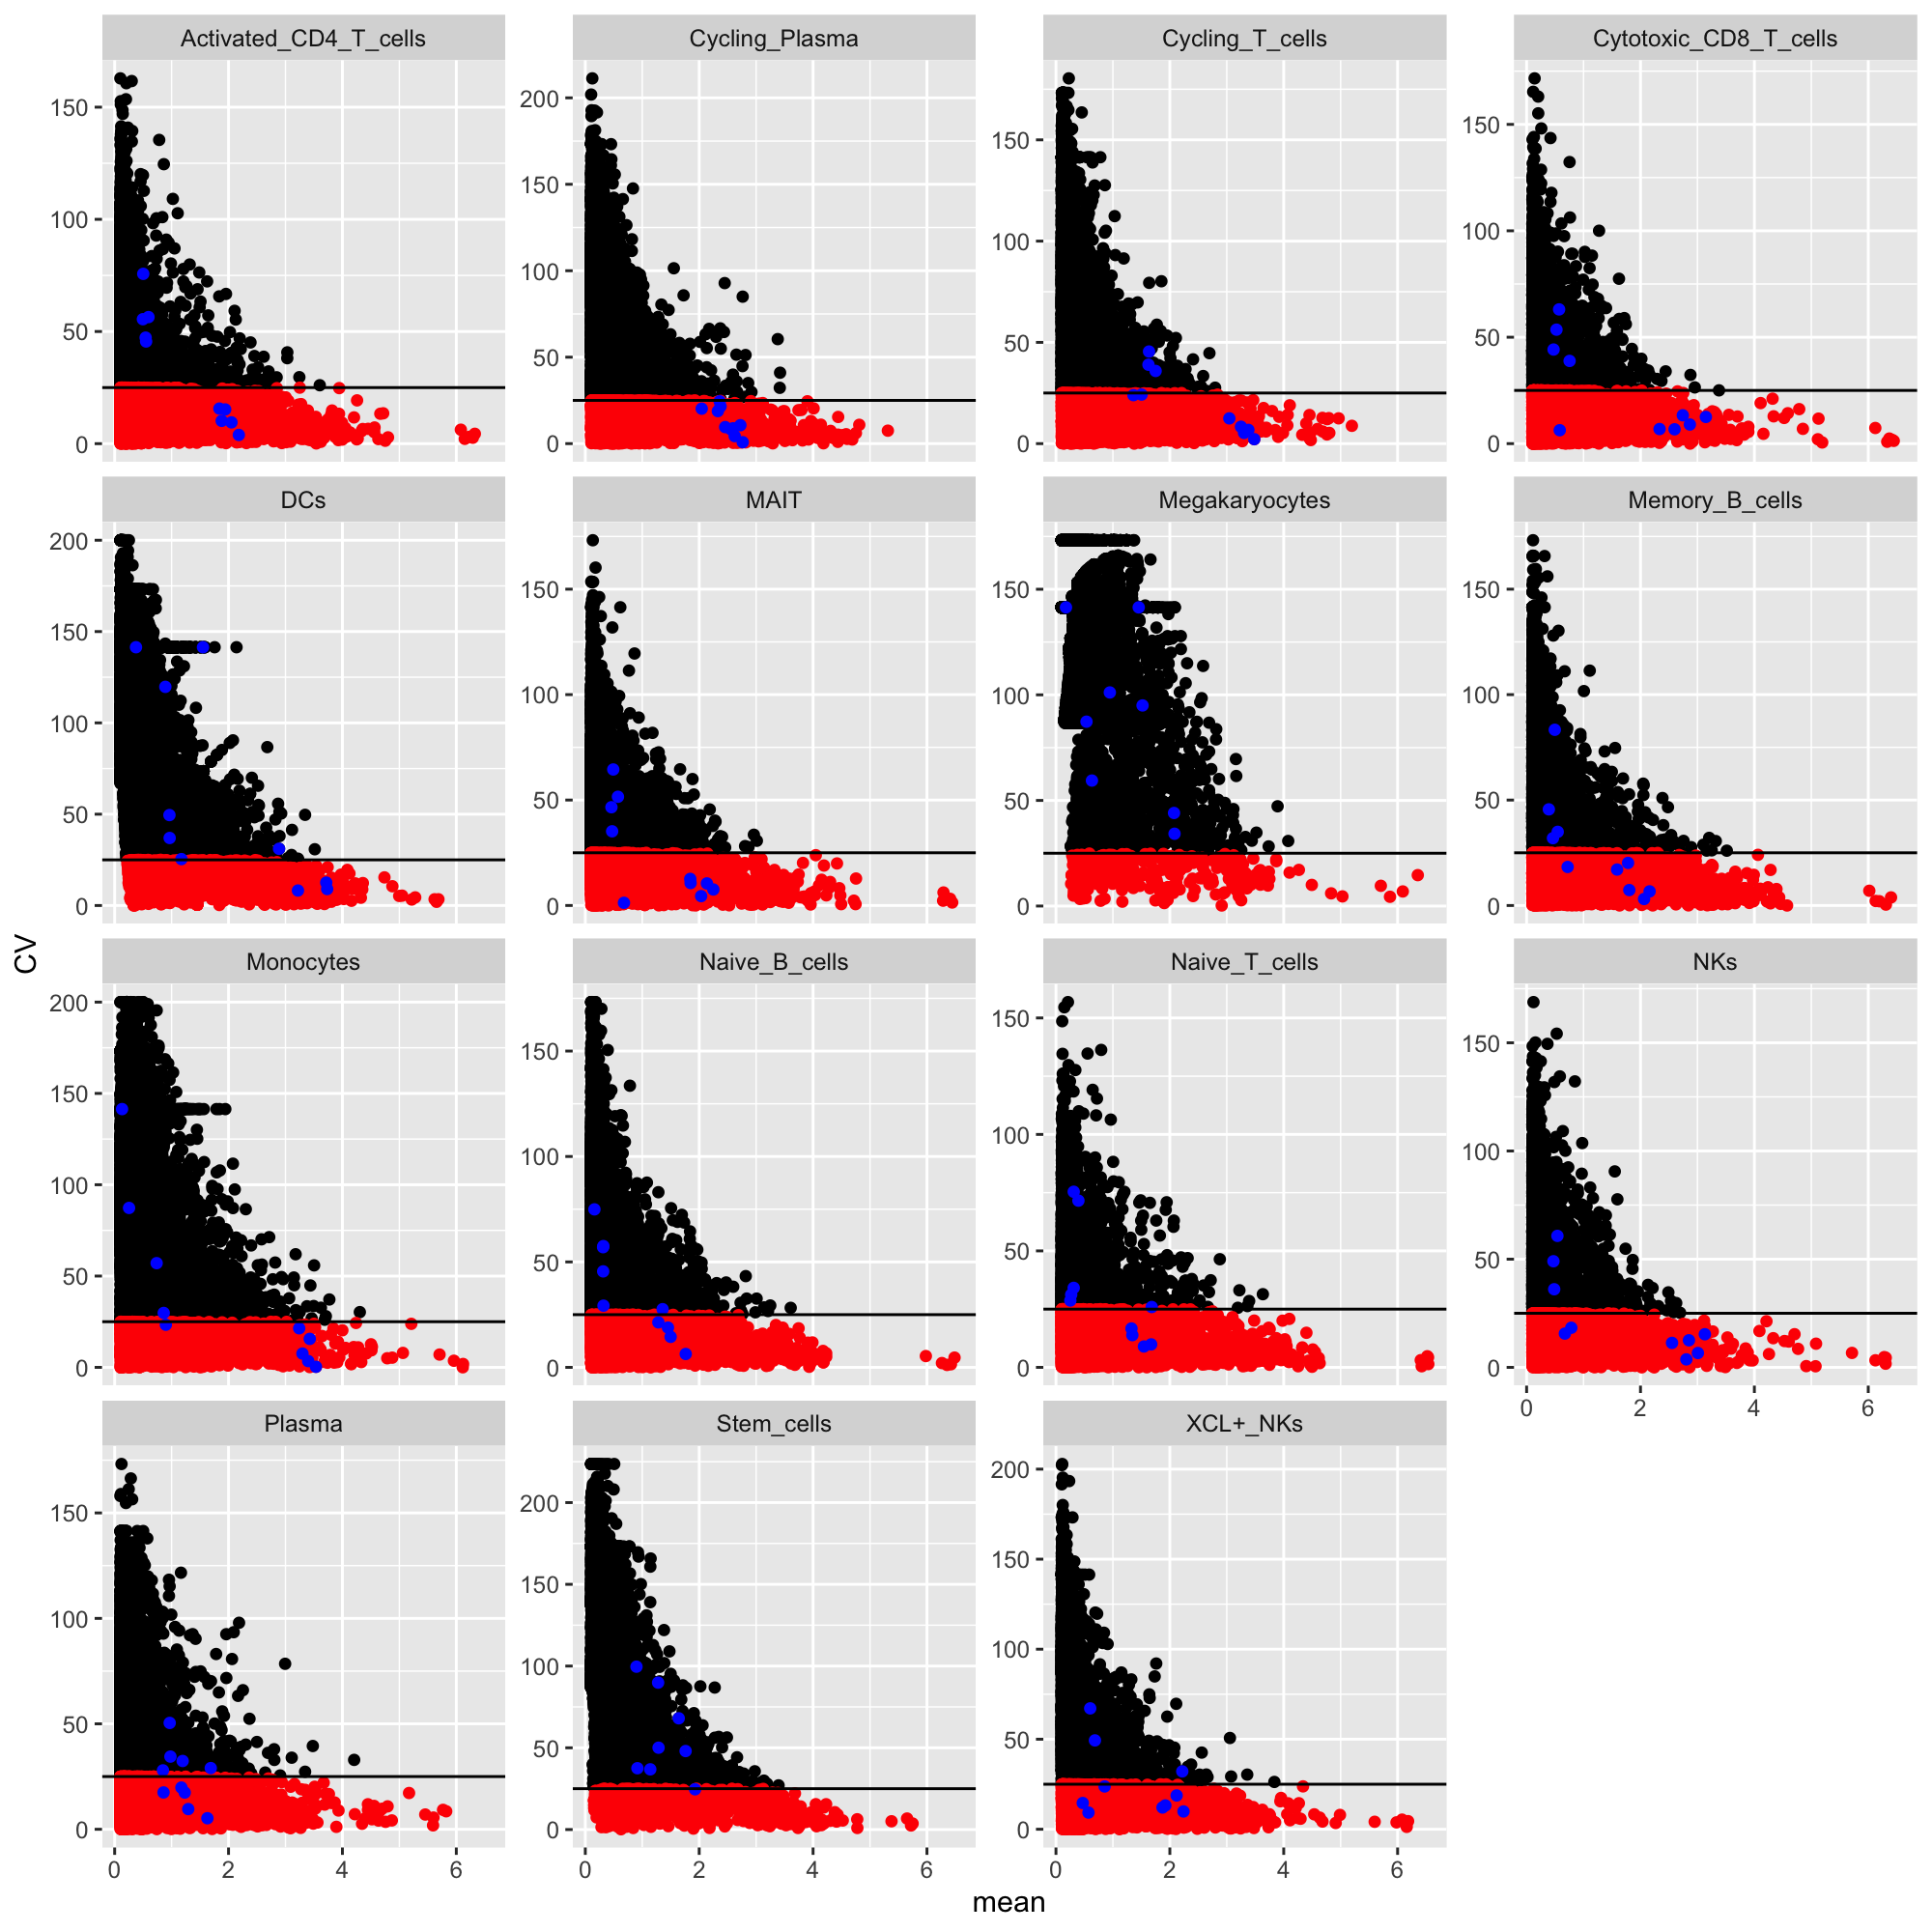 Activated_CD4_T_cells Cycling_Plasma Cycling_T_cells Cytotoxic_CD8_T_cells
150 100 50 0
200 150 100 50 0
150 100 50 0
150 100 50 0
DCs MAIT Megakaryocytes Memory_B_cells
200 150 100 50 0
150 100 50 0
150 100 50 0
150 100 50 0
CV
Monocytes Naive_B_cells Naive_T_cells NKs
200 150 100 50 0
150 100 50 0
150 100 50 0
150 100 50 0
0 2 4 6
Plasma Stem_cells XCL+_NKs
150 100 50 0
200 150 100 50 0
200 150 100 50 0
0 2 4 6
0 2 4 6
0 2 4 6
mean